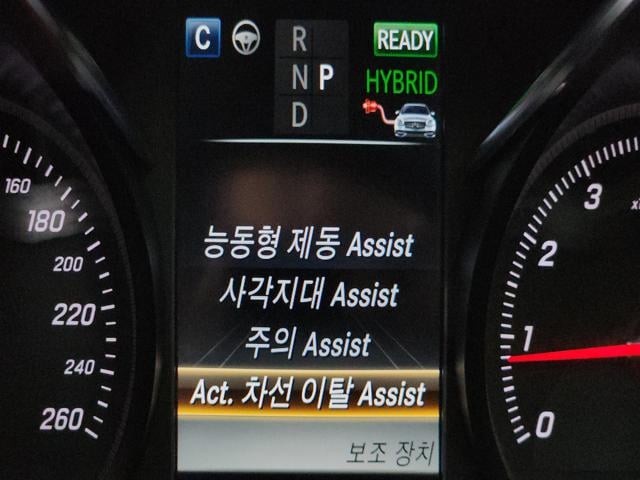 C
R
READY
N P HYBRID
D
160
180
200
220
240
260
능동형 제동 Assist
사각지대 Assist
주의 Assist
Act. 차선 이탈 Assist
보조 장치
3
2
1
0